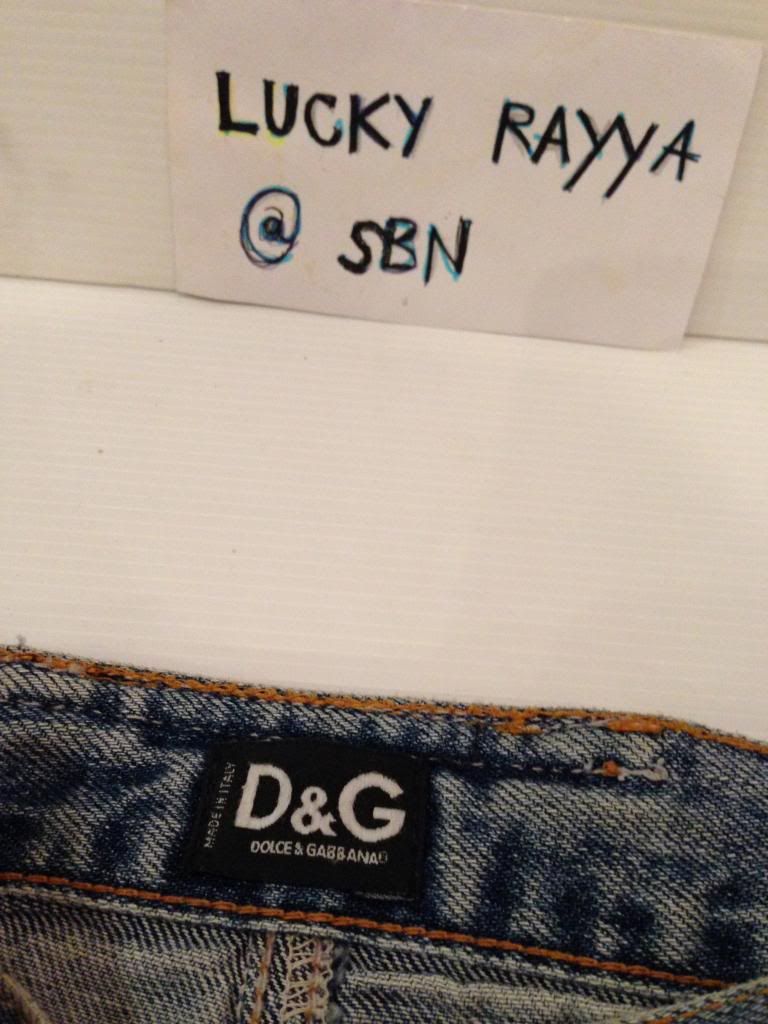 LUCKY RAYYA
@ SBN
MADE IN ITALY
D&G
DOLCE & GABBANA